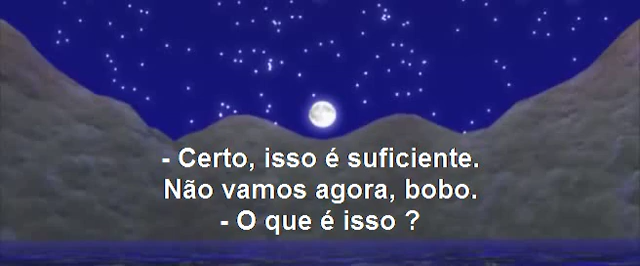 - Certo, isso é suficiente.
Não vamos agora, bobo.
- O que é isso ?